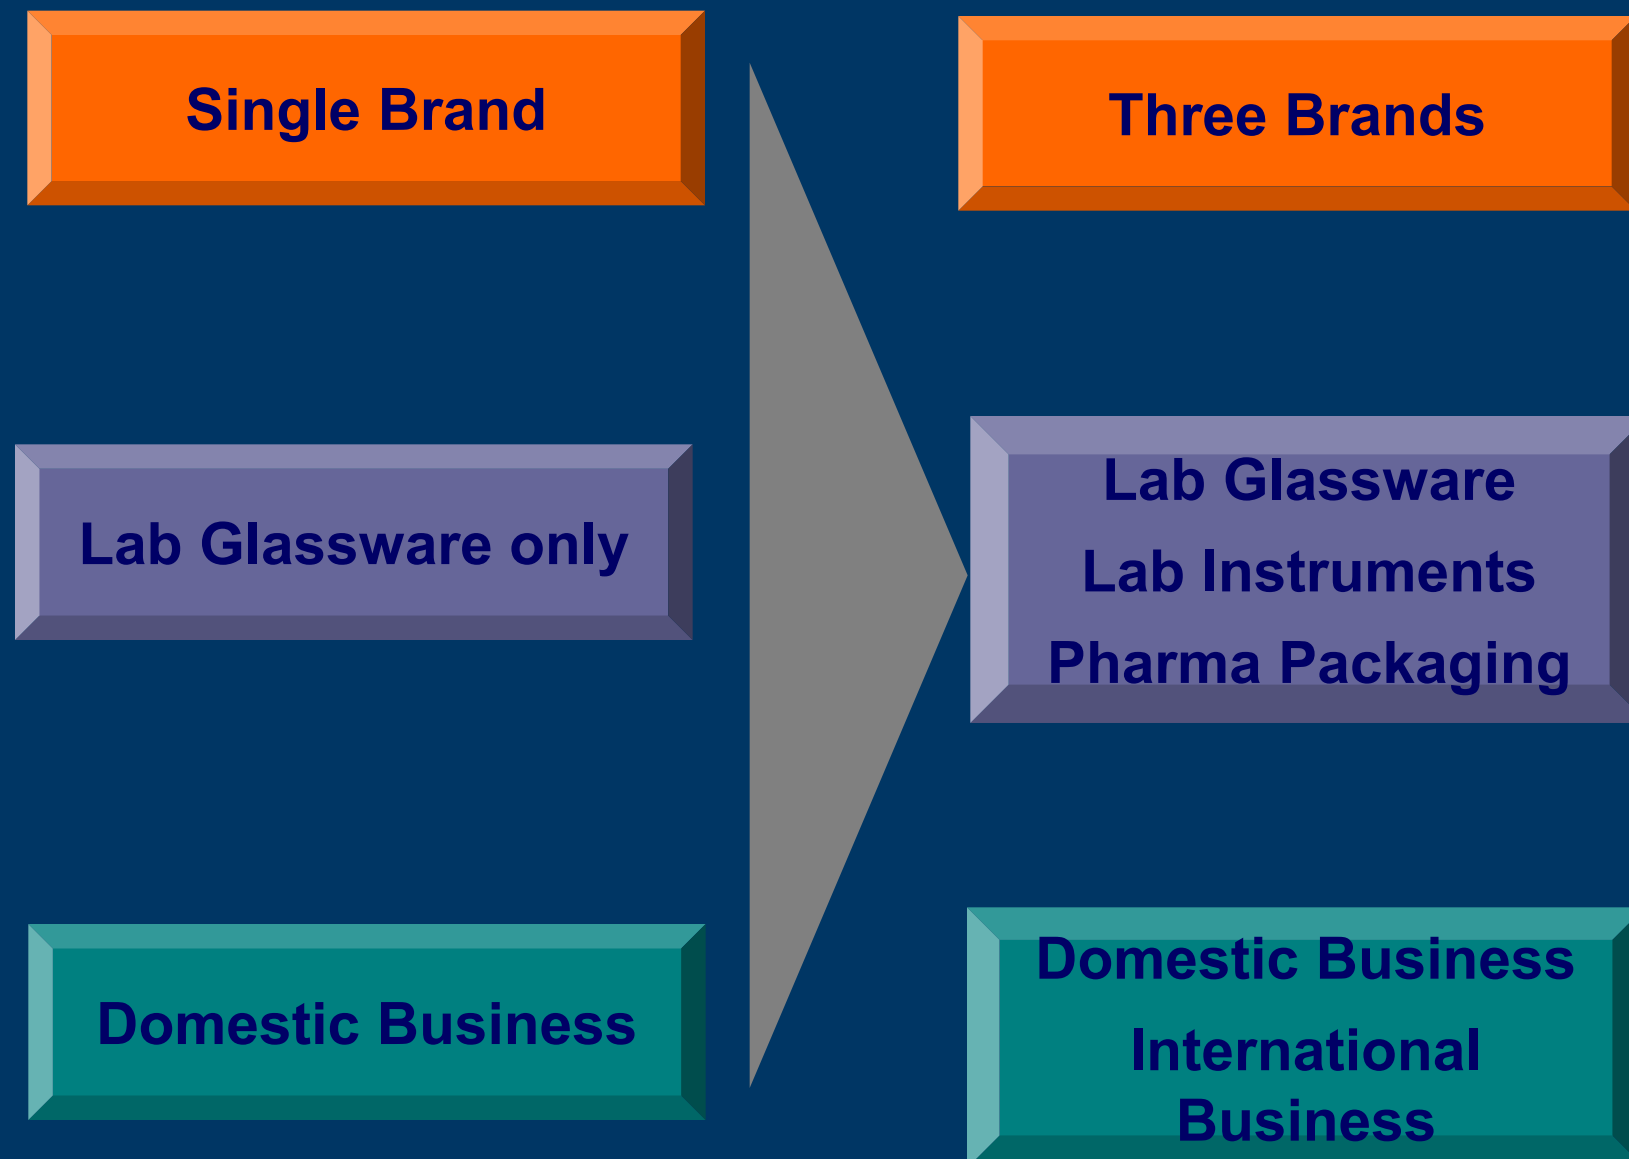 Single Brand
Three Brands
Lab Glassware only
Lab Glassware
Lab Instruments
Pharma Packaging
Domestic Business
Domestic Business
International
Business